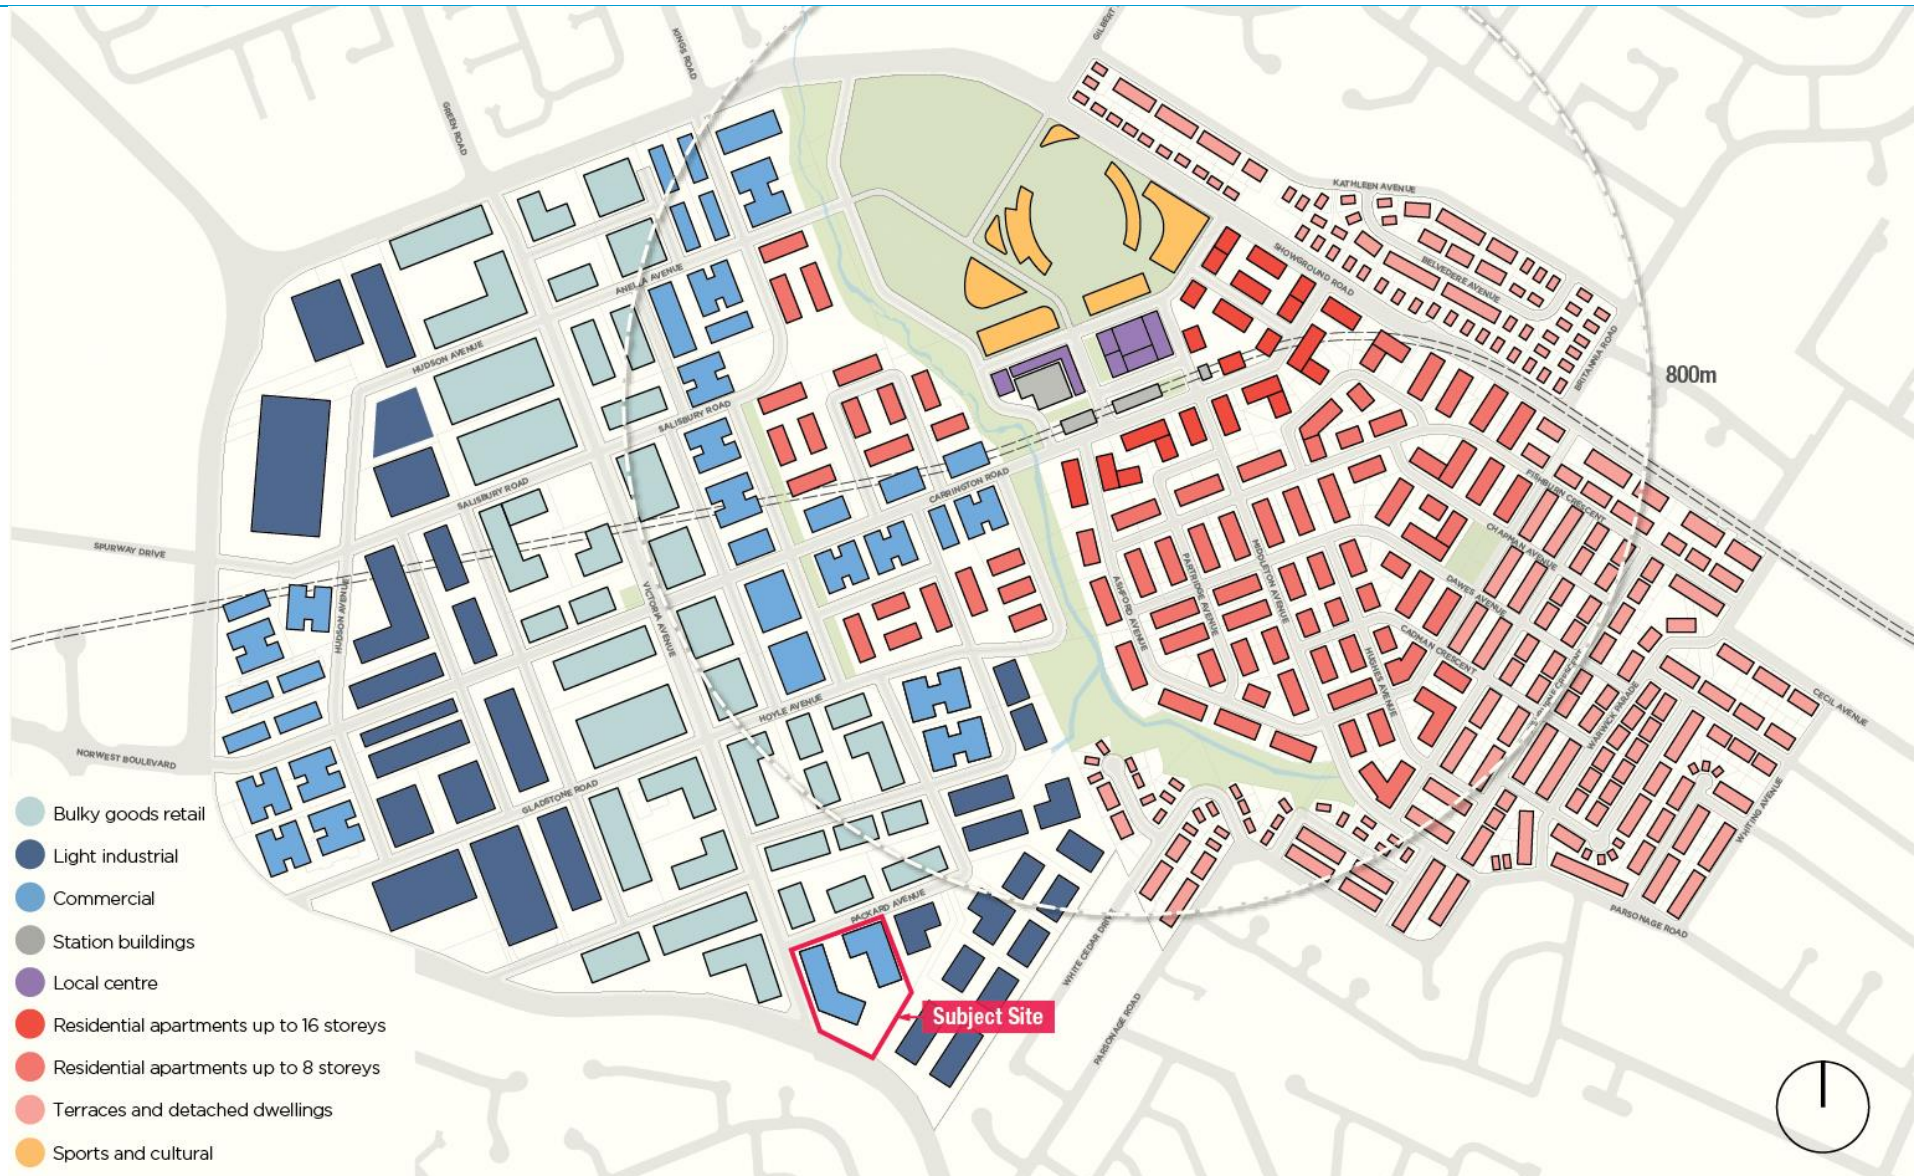 GILBERT
KINGS ROAD
GREEN ROAD
KATHLEEN AVENUE
SHOWGROUND ROAD
BELVEDERE AVENUE
ANELLA AVENUE
BRITANNIA ROAD
HUDSON AVENUE
800m
SALISBURY ROAD
SALISBURY ROAD
CARRINGTON ROAD
FISHBURN CRESCENT
CHAPMAN AVENUE
SPURWAY DRIVE
HUDSON AVENUE
VICTORIA AVENUE
ASHFORD AVENUE
PARTRIDGE AVENUE
MIDDLETON AVENUE
DAWES AVENUE
CADMAN CRESCENT
HUGHES AVENUE
WARWICK PARADE
CECIL AVENUE
HOYLE AVENUE
NORWEST BOULEVARD
GLADSTONE ROAD
WHITING AVENUE
PACKARD AVENUE
PARSONAGE ROAD
WHITE CEDAR DRIVE
PARSONAGE ROAD
Subject Site
Bulky goods retail
Light industrial
Commercial
Station buildings
Local centre
Residential apartments up to 16 storeys
Residential apartments up to 8 storeys
Terraces and detached dwellings
Sports and cultural